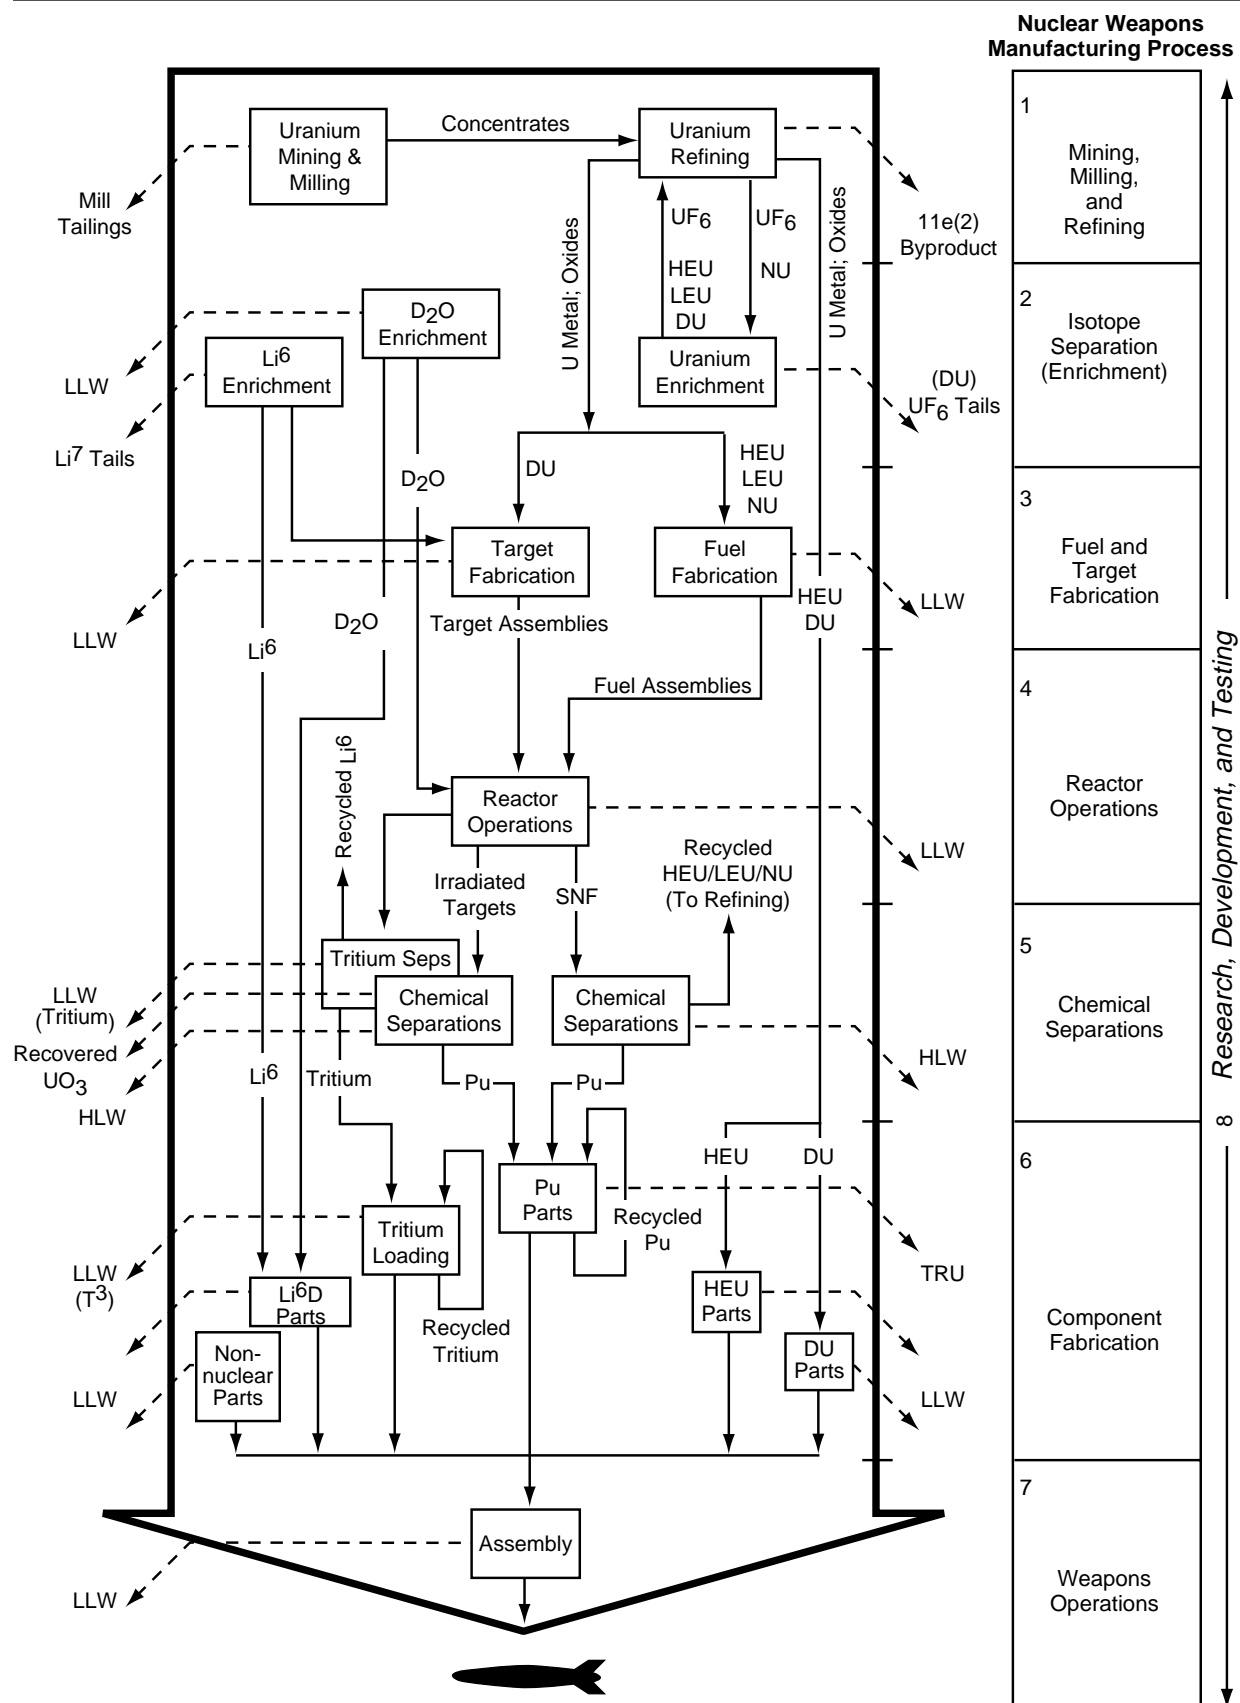 Nuclear Weapons
Manufacturing Process
1
Mining,
Milling,
and
Refining
2
Isotope
Separation
(Enrichment)
3
Fuel and
Target
Fabrication
4
Reactor
Operations
5
Chemical
Separations
6
Component
Fabrication
7
Weapons
Operations
8 Research, Development, and Testing
Uranium
Mining &
Milling
Concentrates
Uranium
Refining
Mill
Tailings
11e(2)
Byproduct
U Metal; Oxides
UF6
HEU
LEU
DU
UF6
NU
U Metal; Oxides
D2O
Enrichment
Li6
Enrichment
Uranium
Enrichment
LLW
Li7 Tails
(DU)
UF6 Tails
D2O
DU
HEU
LEU
NU
Target
Fabrication
Fuel
Fabrication
LLW
LLW
HEU
DU
Li6
D2O
Target Assemblies
Fuel Assemblies
Recycled Li6
Reactor
Operations
LLW
Irradiated
Targets
SNF
Recycled
HEU/LEU/NU
(To Refining)
Tritium Seps
Chemical
Separations
Chemical
Separations
LLW
(Tritium)
Recovered
UO3
HLW
HLW
Li6
Tritium
Pu
Pu
HEU
DU
Pu
Parts
Recycled
Pu
Tritium
Loading
TRU
LLW
(T3)
Li6D
Parts
HEU
Parts
Recycled
Tritium
Non-
nuclear
Parts
DU
Parts
LLW
LLW
Assembly
LLW